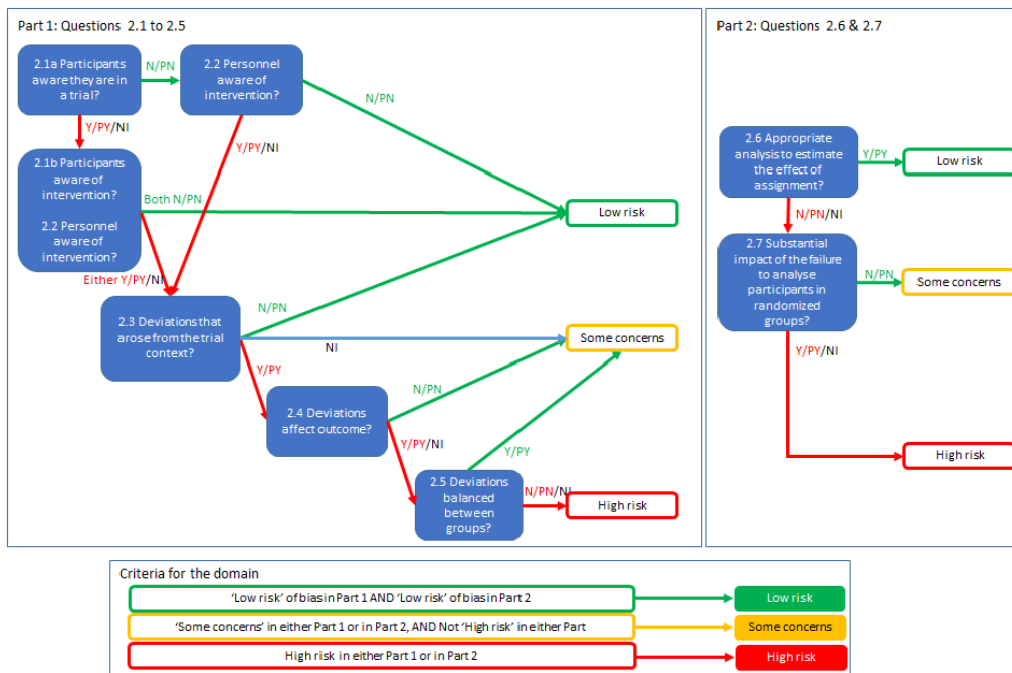 Part 1: Questions 2.1 to 2.5
2.1a Participants
aware they are in
a trial?
N/PN
2.2 Personnel
aware of
intervention?
N/PN
Y/PY/NI
Y/PY/NI
2.1b Participants
aware of
intervention?
2.2 Personnel
aware of
intervention?
Both N/PN
Low risk
Either Y/PY/NI
2.3 Deviations that
arose from the trial
context?
N/PN
NI
Some concerns
Y/PY
2.4 Deviations
affect outcome?
N/PN
Y/PY/NI
Y/PY
2.5 Deviations
balanced
between
groups?
N/PN/NI
High risk
Part 2: Questions 2.6 & 2.7
2.6 Appropriate
analysis to estimate
the effect of
assignment?
Y/PY
Low risk
N/PN/NI
2.7 Substantial
impact of the failure
to analyse
participants in
randomized
groups?
N/PN
Some concerns
Y/PY/NI
High risk
Criteria for the domain
‘Low risk’ of bias in Part 1 AND ‘Low risk’ of bias in Part 2
Low risk
‘Some concerns’ in either Part 1 or in Part 2, AND Not ‘High risk’ in either Part
Some concerns
High risk in either Part 1 or in Part 2
High risk